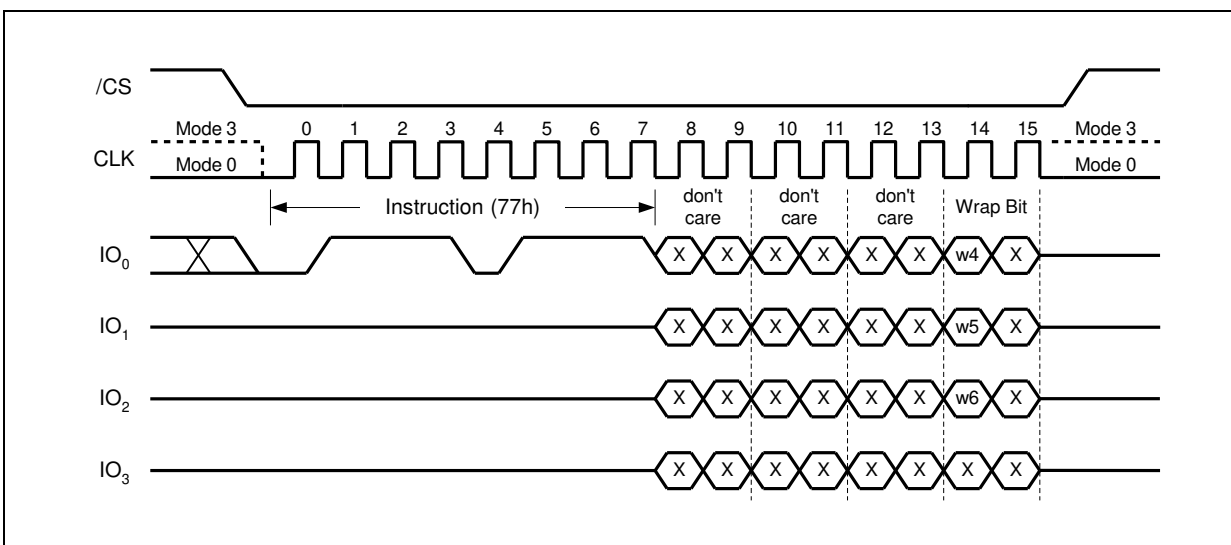 /CS
Mode 3 0 1 2 3 4 5 6 7 8 9 10 11 12 13 14 15 Mode 3
CLK
Mode 0 Mode 0
Instruction (77h) don't care don't care don't care Wrap Bit
IO0 X X X X X X w4 X
IO1 X X X X X X w5 X
IO2 X X X X X X w6 X
IO3 X X X X X X X X